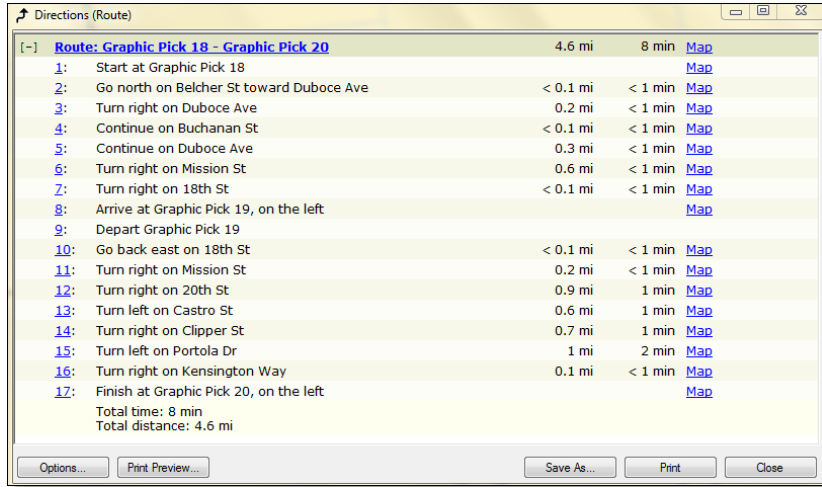 Directions (Route)
[-] Route: Graphic Pick 18 - Graphic Pick 20 4.6 mi 8 min Map
1: Start at Graphic Pick 18 Map
2: Go north on Belcher St toward Duboce Ave < 0.1 mi < 1 min Map
3: Turn right on Duboce Ave 0.2 mi < 1 min Map
4: Continue on Buchanan St < 0.1 mi < 1 min Map
5: Continue on Duboce Ave 0.3 mi < 1 min Map
6: Turn right on Mission St 0.6 mi < 1 min Map
7: Turn right on 18th St < 0.1 mi < 1 min Map
8: Arrive at Graphic Pick 19, on the left Map
9: Depart Graphic Pick 19
10: Go back east on 18th St < 0.1 mi < 1 min Map
11: Turn right on Mission St 0.2 mi < 1 min Map
12: Turn right on 20th St 0.9 mi 1 min Map
13: Turn left on Castro St 0.6 mi 1 min Map
14: Turn right on Clipper St 0.7 mi 1 min Map
15: Turn left on Portola Dr 1 mi 2 min Map
16: Turn right on Kensington Way 0.1 mi < 1 min Map
17: Finish at Graphic Pick 20, on the left Map
Total time: 8 min
Total distance: 4.6 mi
Options... Print Preview... Save As... Print Close